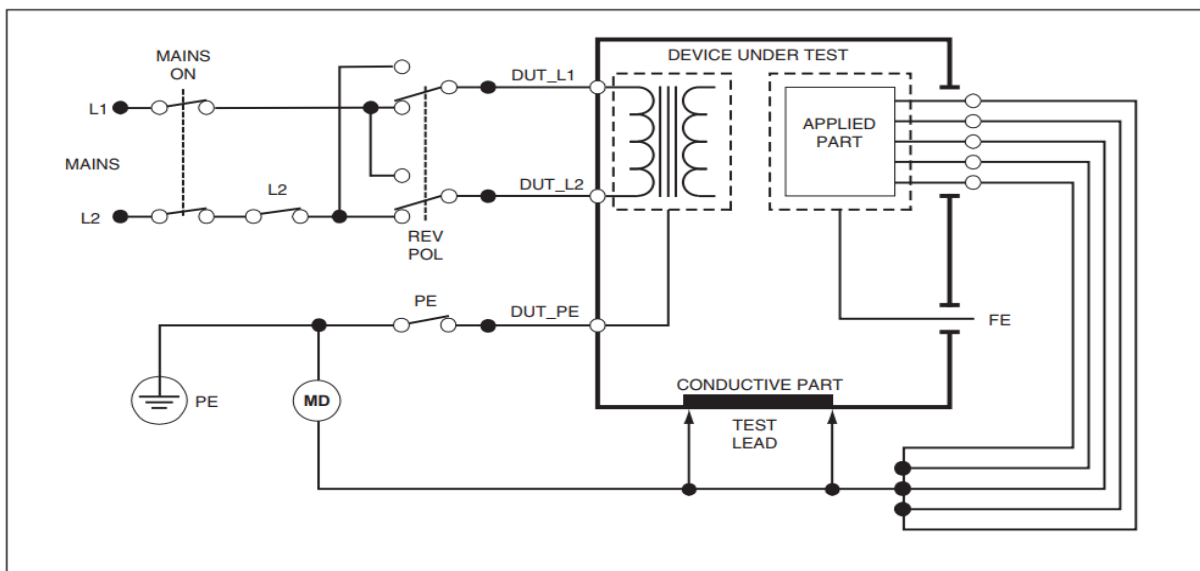 MAINS
ON
DEVICE UNDER TEST
DUT_L1
L1
APPLIED
PART
MAINS
L2
DUT_L2
L2
REV
POL
PE
DUT_PE
FE
CONDUCTIVE PART
PE
MD
TEST
LEAD